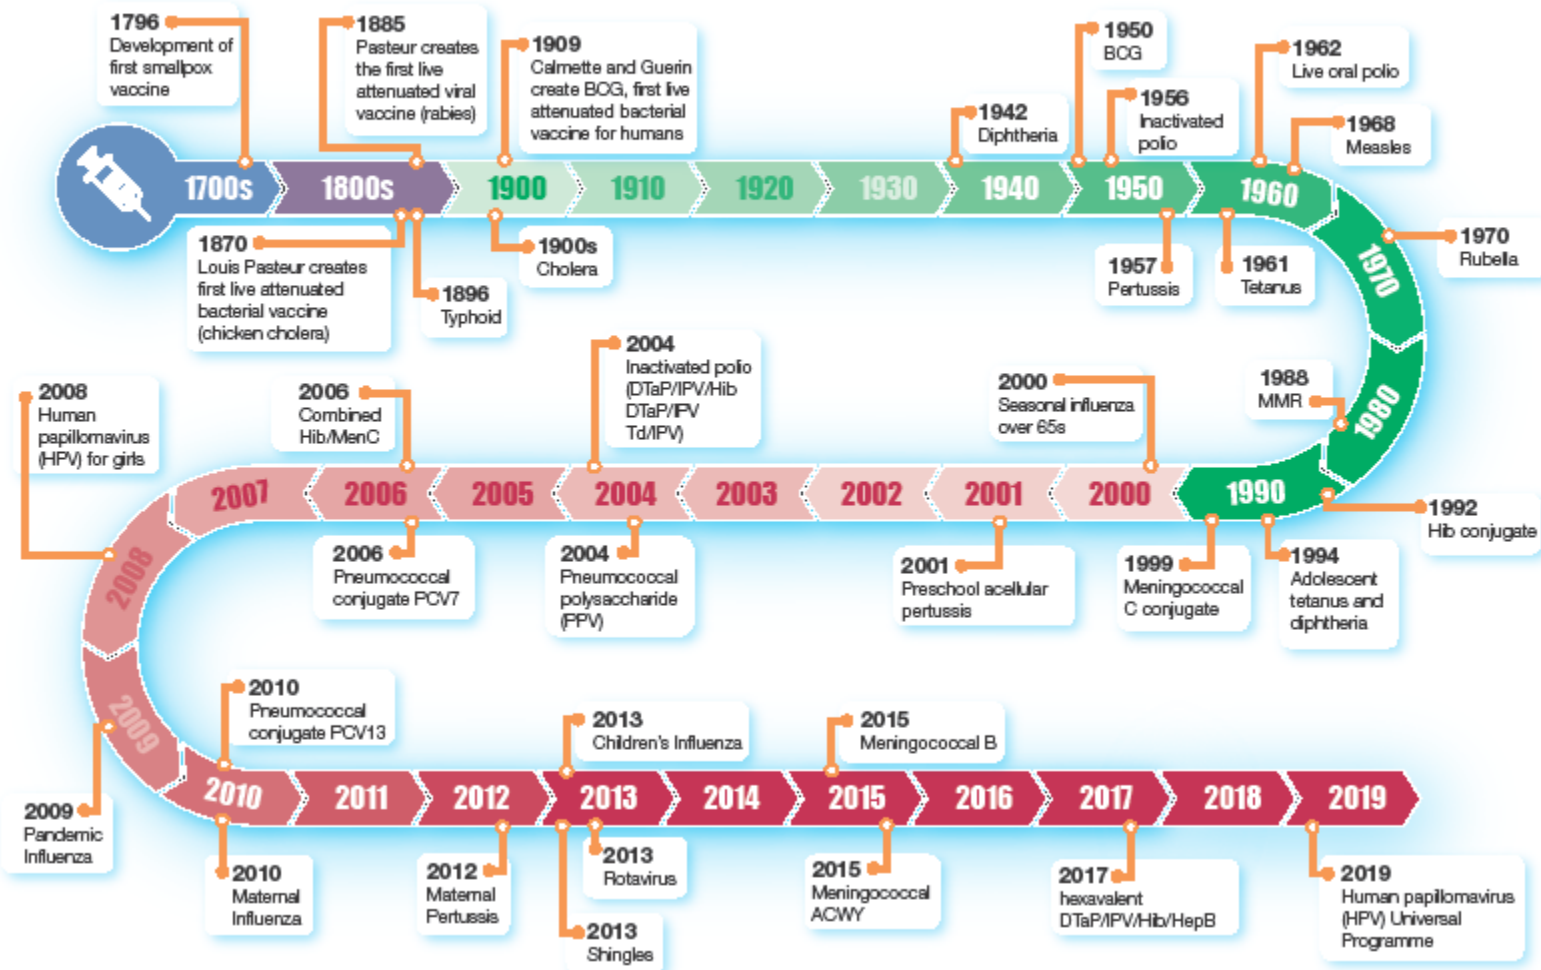 1796
Development of
first smallpox
vaccine
1885
Pasteur creates
the first live
attenuated viral
vaccine (rabies)
1909
Calmette and Guerin
create BCG, first live
attenuated bacterial
vaccine for humans
1942
Diphtheria
1950
BCG
1956
Inactivated
polio
1962
Live oral polio
1968
Measles
1700s
1800s
1900
1910
1920
1930
1940
1950
1960
1970
1980
1990
1870
Louis Pasteur creates
first live attenuated
bacterial vaccine
(chicken cholera)
1896
Typhoid
1900s
Cholera
1957
Pertussis
1961
Tetanus
1970
Rubella
1988
MMR
1992
Hib conjugate
1994
Adolescent
tetanus and
diphtheria
1999
Meningococcal
C conjugate
2000
Seasonal influenza
over 65s
2004
Inactivated polio
(DTaP/IPV/Hib
DTaP/IPV
Td/IPV)
2006
Combined
Hib/MenC
2008
Human
papillomavirus
(HPV) for girls
2000
2001
2002
2003
2004
2005
2006
2007
2008
2009
2001
Preschool acellular
pertussis
2004
Pneumococcal
polysaccharide
(PPV)
2006
Pneumococcal
conjugate PCV7
2009
Pandemic
Influenza
2010
Pneumococcal
conjugate PCV13
2013
Children's Influenza
2015
Meningococcal B
2010
2011
2012
2013
2014
2015
2016
2017
2018
2019
2010
Maternal
Influenza
2012
Maternal
Pertussis
2013
Rotavirus
2013
Shingles
2015
Meningococcal
ACWY
2017
hexavalent
DTaP/IPV/Hib/HepB
2019
Human papillomavirus
(HPV) Universal
Programme